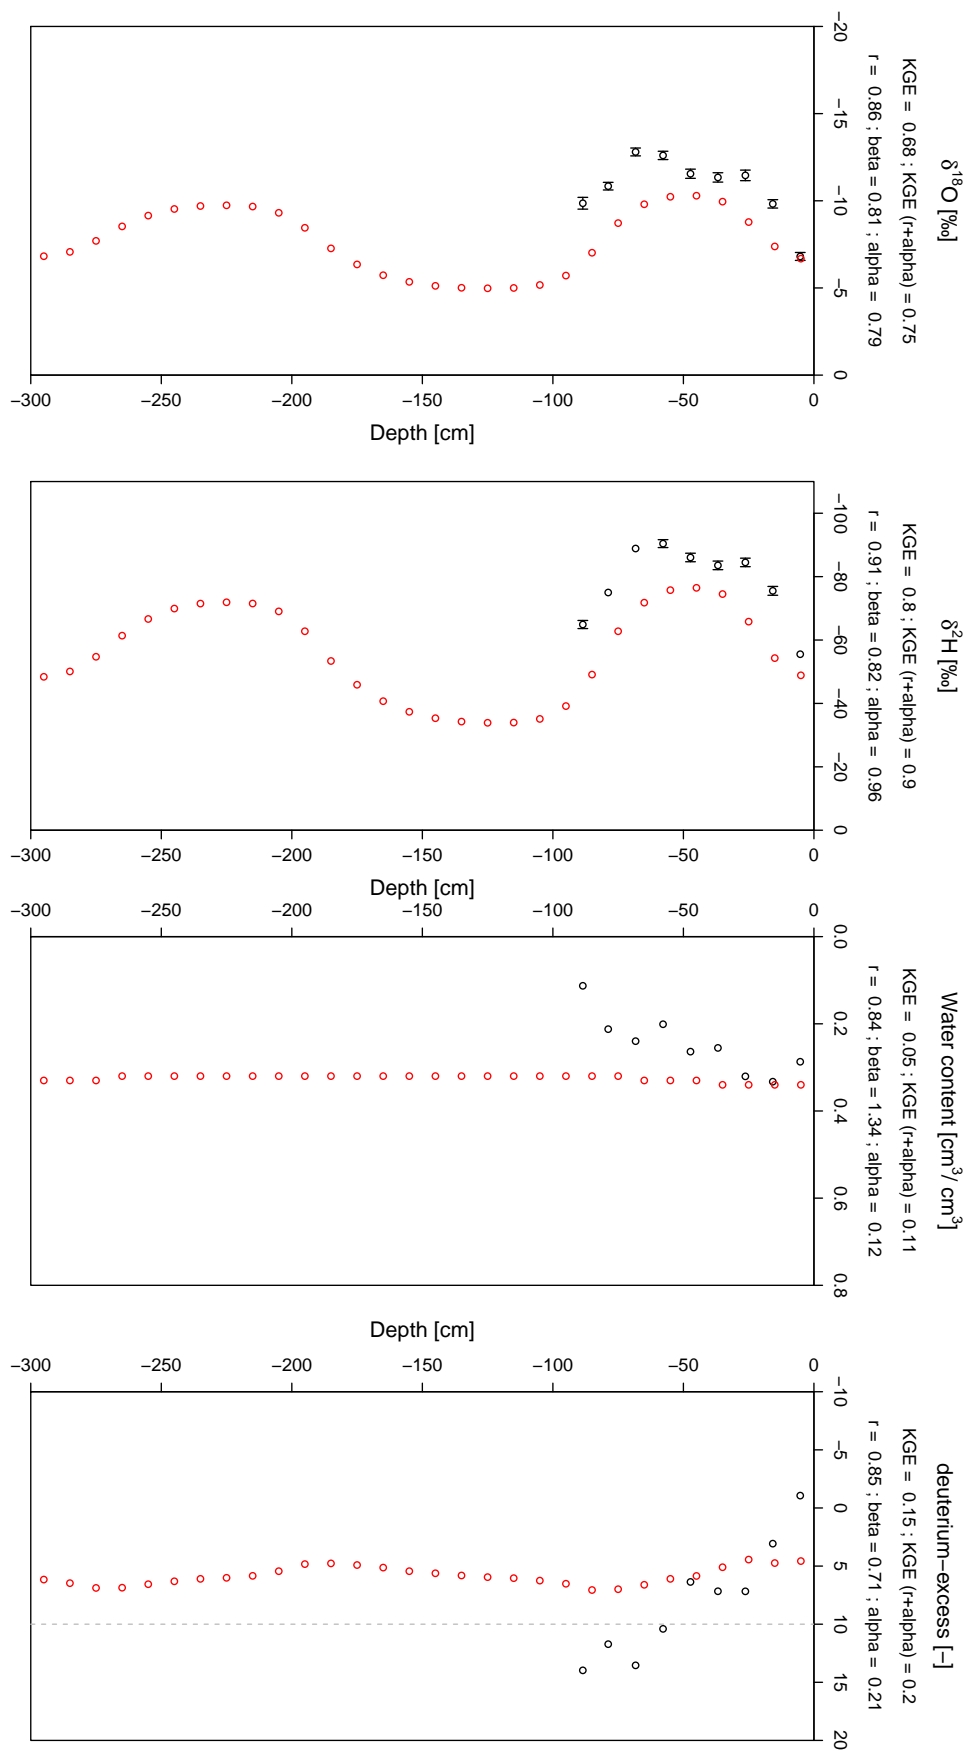 δ¹⁸O [‰]
KGE = 0.68 ; KGE (r+alpha) = 0.75
r = 0.86 ; beta = 0.81 ; alpha = 0.79
−20 −15 −10 −5 0
−300 −250 −200 −150 −100 −50 0
Depth [cm]
δ²H [‰]
KGE = 0.8 ; KGE (r+alpha) = 0.9
r = 0.91 ; beta = 0.82 ; alpha = 0.96
−100 −80 −60 −40 −20 0
−300 −250 −200 −150 −100 −50 0
Depth [cm]
Water content [cm³/ cm³]
KGE = 0.05 ; KGE (r+alpha) = 0.11
r = 0.84 ; beta = 1.34 ; alpha = 0.12
0.0 0.2 0.4 0.6 0.8
−300 −250 −200 −150 −100 −50 0
Depth [cm]
deuterium−excess [−]
KGE = 0.15 ; KGE (r+alpha) = 0.2
r = 0.85 ; beta = 0.71 ; alpha = 0.21
−10 −5 0 5 10 15 20
−300 −250 −200 −150 −100 −50 0